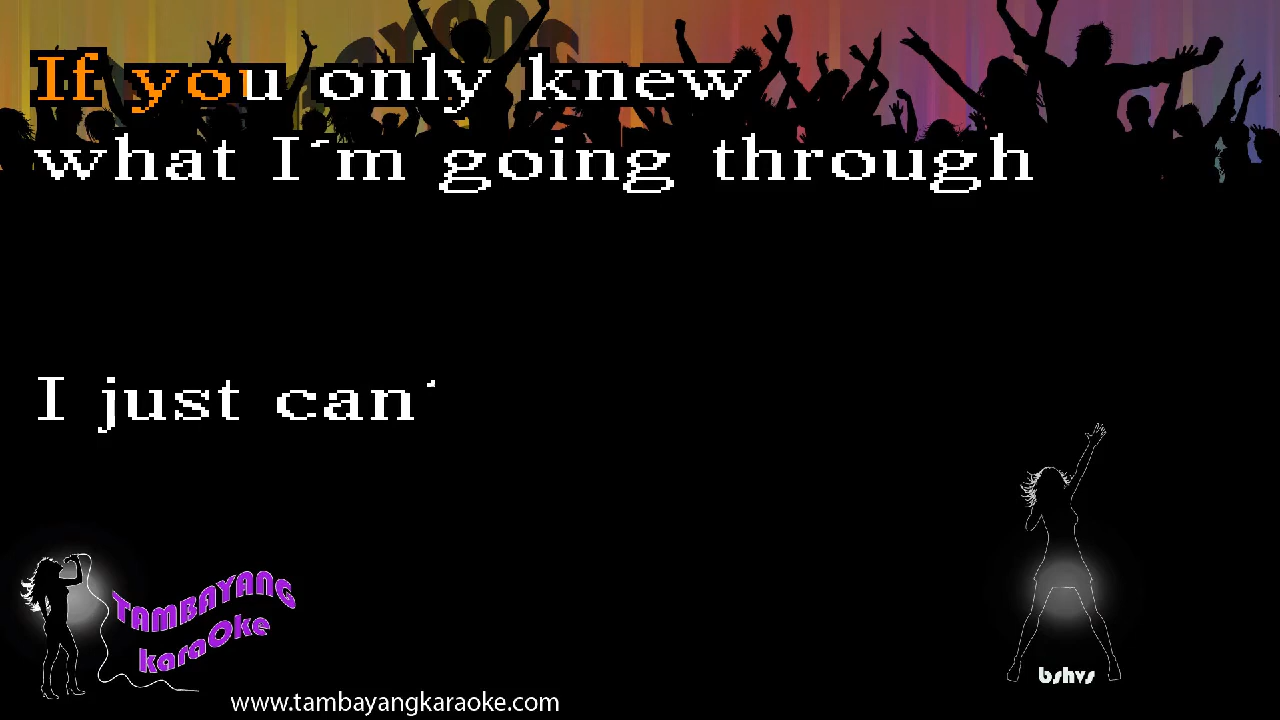 If you only knew
what I´m going through
I just can´
TAMBAYANG
karaOke
bshvs
www.tambayangkaraoke.com